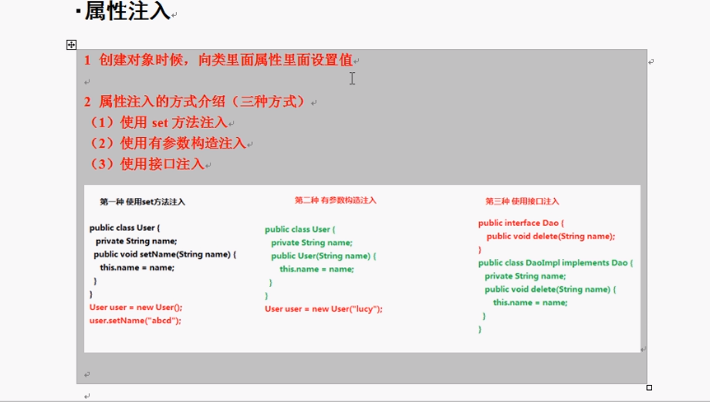 ·属性注入
1 创建对象时候，向类里面属性里面设置值
2 属性注入的方式介绍（三种方式）
（1）使用 set 方法注入
（2）使用有参数构造注入
（3）使用接口注入
第一种 使用set方法注入
public class User {
private String name;
public void setName(String name) {
this.name = name;
}
}
User user = new User();
user.setName("abcd");
第二种 有参数构造注入
public class User {
private String name;
public User(String name) {
this.name = name;
}
}
User user = new User("lucy");
第三种 使用接口注入
public interface Dao {
public void delete(String name);
}
public class DaoImpl implements Dao {
private String name;
public void delete(String name) {
this.name = name;
}
}